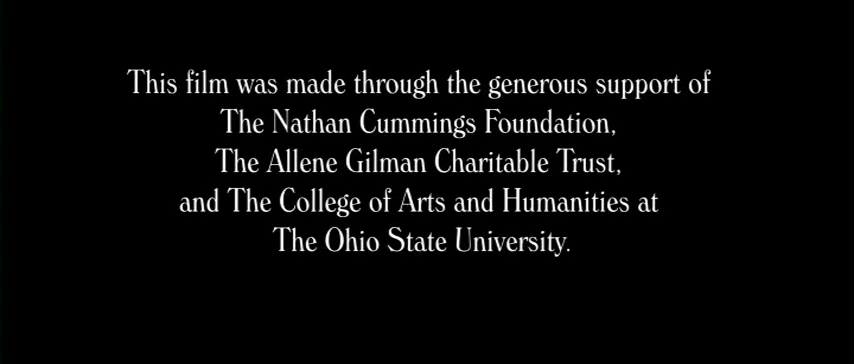 This film was made through the generous support of
The Nathan Cummings Foundation,
The Allene Gilman Charitable Trust,
and The College of Arts and Humanities at
The Ohio State University.